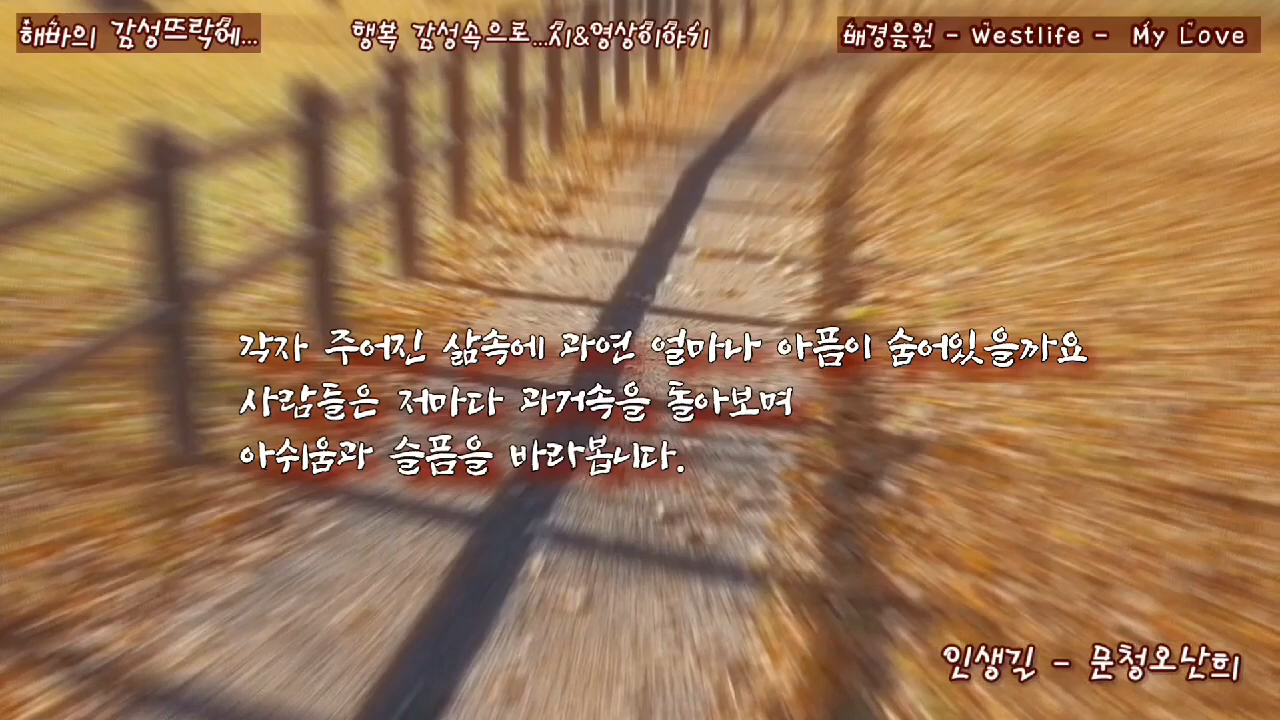 해바의 감성뜨락에...
행복 감성속으로...시&영상이야기
배경음원 - Westlife - My Love
각자 주어진 삶속에 과연 얼마나 아픔이 숨어있을까요
사람들은 저마다 과거속을 돌아보며
아쉬움과 슬픔을 바라봅니다.
인생길 - 문청오난희